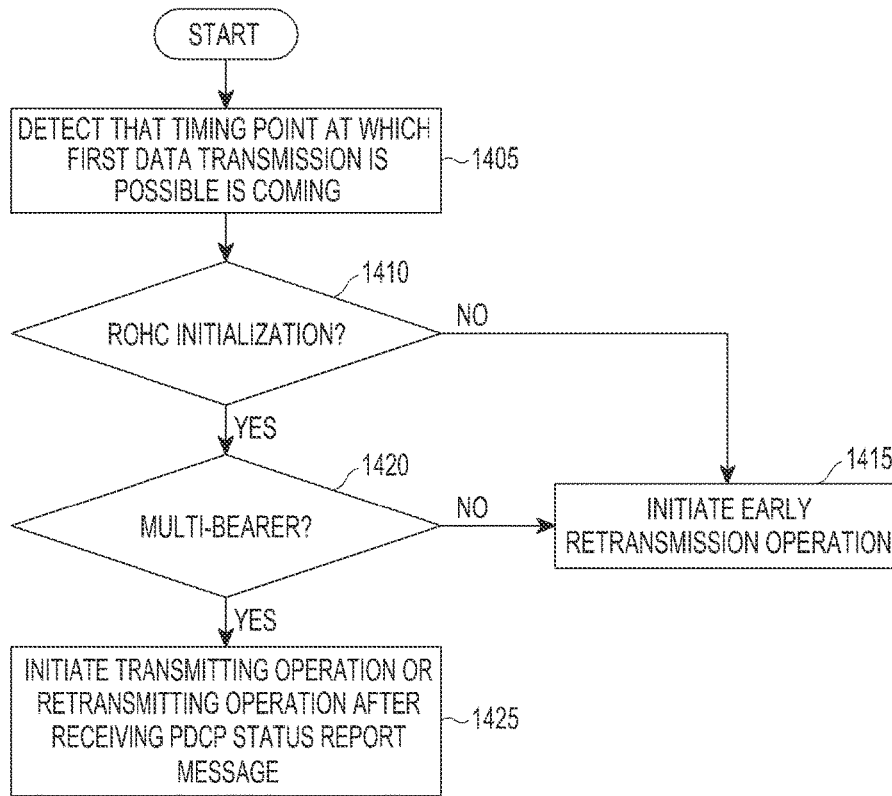 START
DETECT THAT TIMING POINT AT WHICH
FIRST DATA TRANSMISSION IS
POSSIBLE IS COMING
1405
1410
ROHC INITIALIZATION?
NO
YES
1420
MULTI-BEARER?
NO
1415
INITIATE EARLY
RETRANSMISSION OPERATION
YES
INITIATE TRANSMITTING OPERATION OR
RETRANSMITTING OPERATION AFTER
RECEIVING PDCP STATUS REPORT
MESSAGE
1425